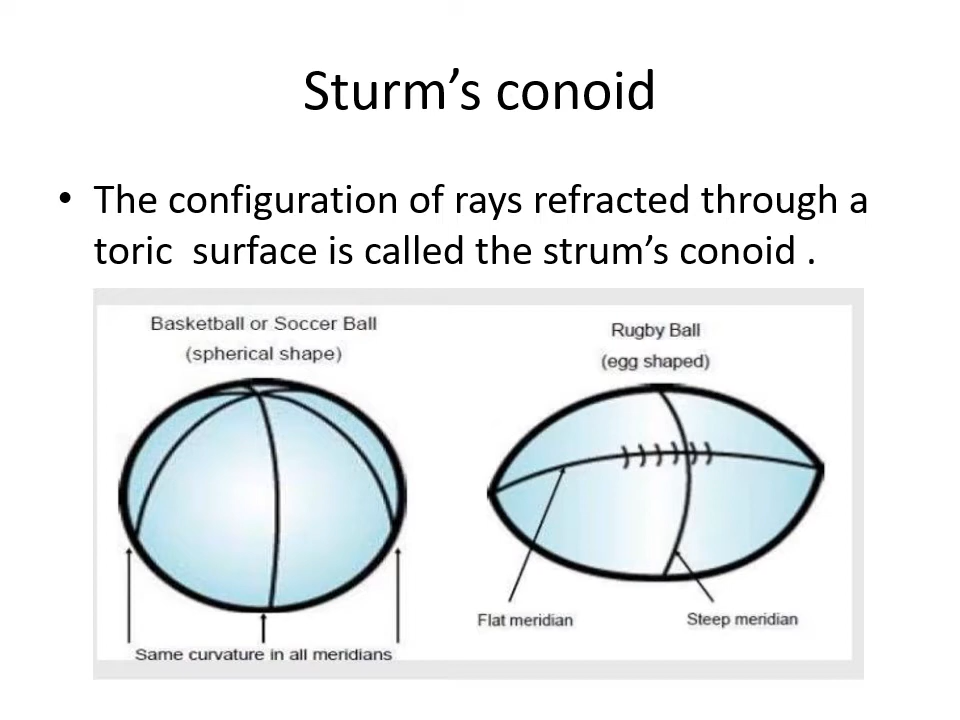 Sturm’s conoid
• The configuration of rays refracted through a
toric  surface is called the strum’s conoid .
Basketball or Soccer Ball
(spherical shape)
Rugby Ball
(egg shaped)
Flat meridian
Steep meridian
Same curvature in all meridians